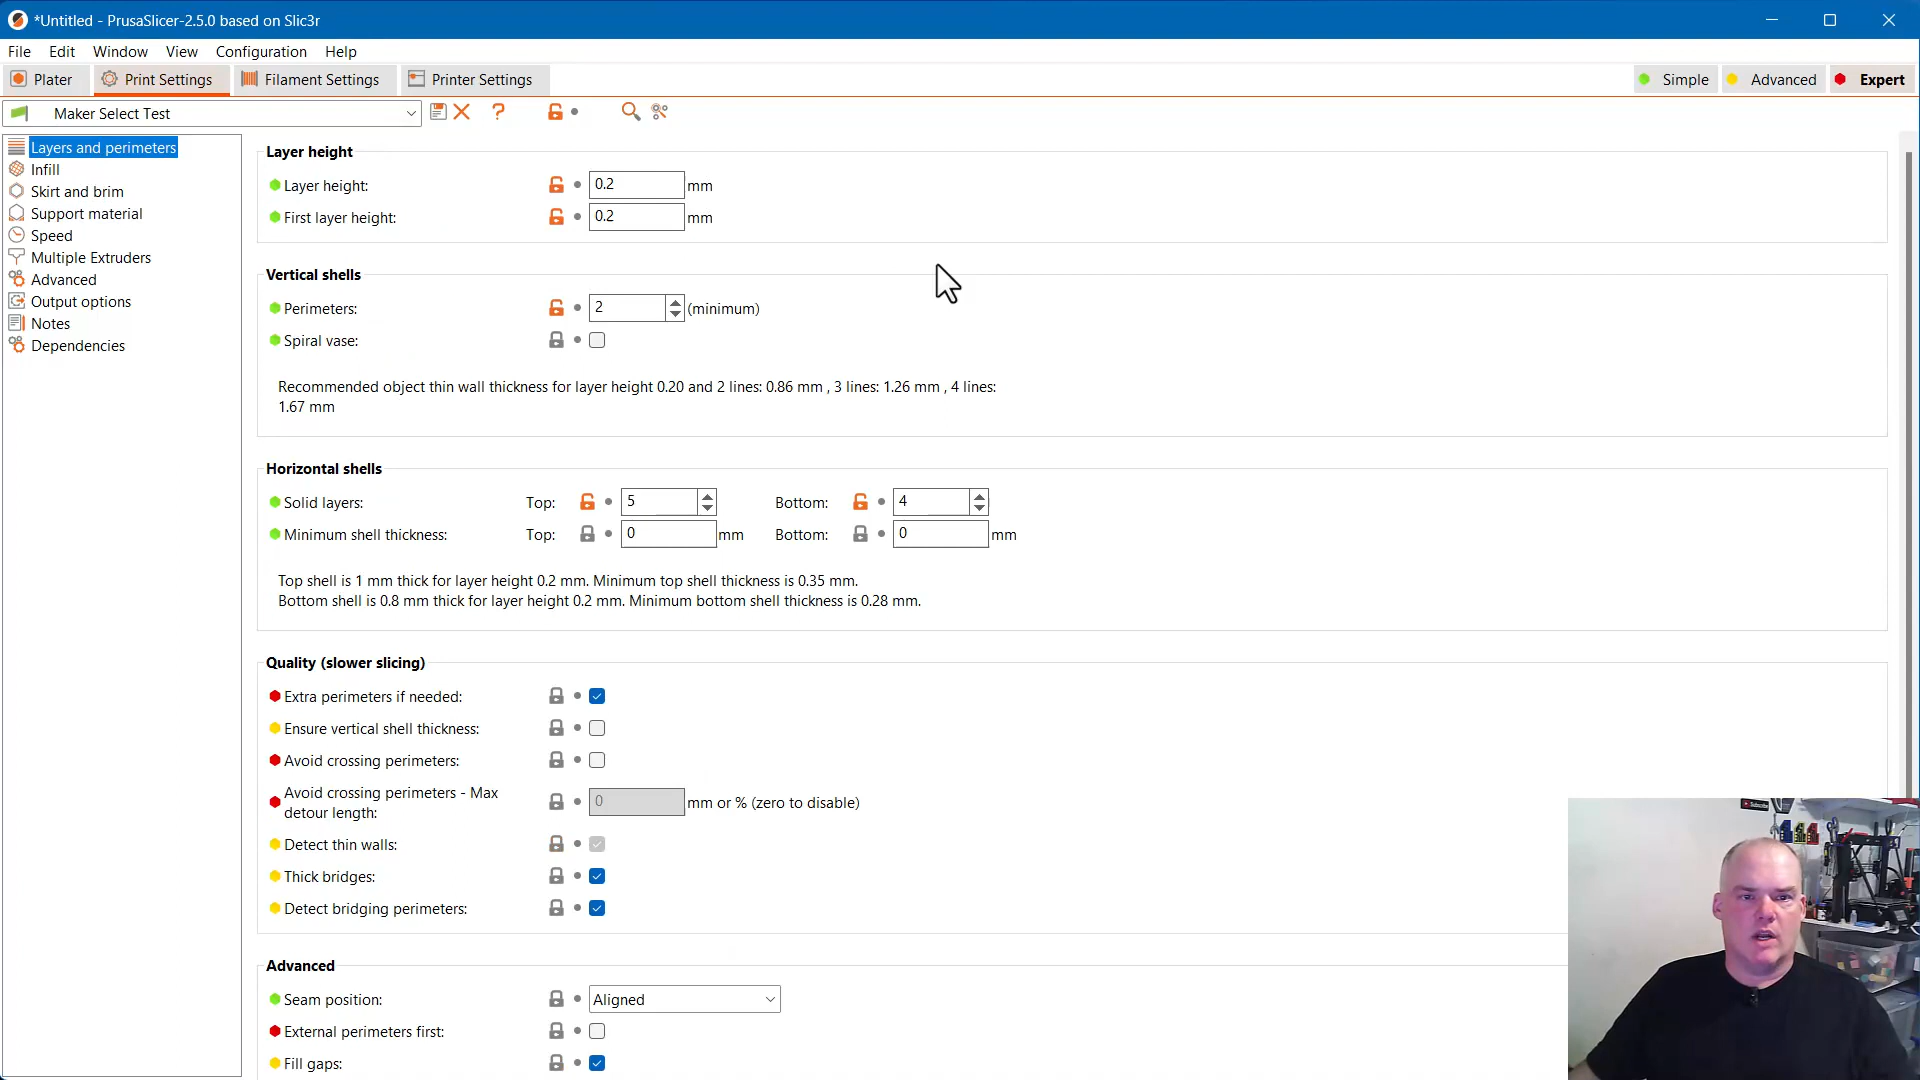 *Untitled - PrusaSlicer-2.5.0 based on Slic3r
File Edit Window View Configuration Help
Plater Print Settings Filament Settings Printer Settings Simple Advanced Expert
Maker Select Test ?
Layers and perimeters
Infill
Skirt and brim
Support material
Speed
Multiple Extruders
Advanced
Output options
Notes
Dependencies
Layer height
Layer height: 0.2 mm
First layer height: 0.2 mm
Vertical shells
Perimeters: 2 (minimum)
Spiral vase:
Recommended object thin wall thickness for layer height 0.20 and 2 lines: 0.86 mm , 3 lines: 1.26 mm , 4 lines:
1.67 mm
Horizontal shells
Solid layers: Top: 5 Bottom: 4
Minimum shell thickness: Top: 0 mm Bottom: 0 mm
Top shell is 1 mm thick for layer height 0.2 mm. Minimum top shell thickness is 0.35 mm.
Bottom shell is 0.8 mm thick for layer height 0.2 mm. Minimum bottom shell thickness is 0.28 mm.
Quality (slower slicing)
Extra perimeters if needed:
Ensure vertical shell thickness:
Avoid crossing perimeters:
Avoid crossing perimeters - Max
detour length: 0 mm or % (zero to disable)
Detect thin walls:
Thick bridges:
Detect bridging perimeters:
Advanced
Seam position: Aligned
External perimeters first:
Fill gaps:
Subscribe